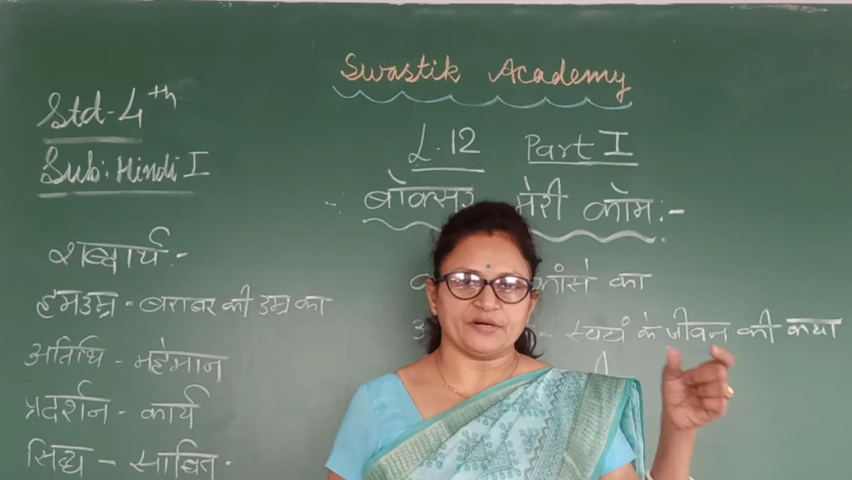 Swastik Academy
Std-4th
Sub: Hindi I
L.12 Part I
बॉक्सर मेरी कॉम :-
शब्दार्थ :-
हमउम्र - बराबर की उम्र का
अतिथि - महेमान
प्रदर्शन - कार्य
सिध्ध - साबित
कांसे का
- स्वयं के जीवन की कथा